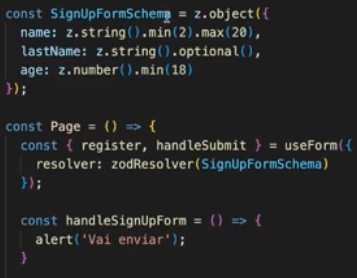 const SignUpFormSchema = z.object({
name: z.string().min(2).max(20),
lastName: z.string().optional(),
age: z.number().min(18)
});
const Page = () => {
const { register, handleSubmit } = useForm({
resolver: zodResolver(SignUpFormSchema)
});
const handleSignUpForm = () => {
alert('Vai enviar');
}